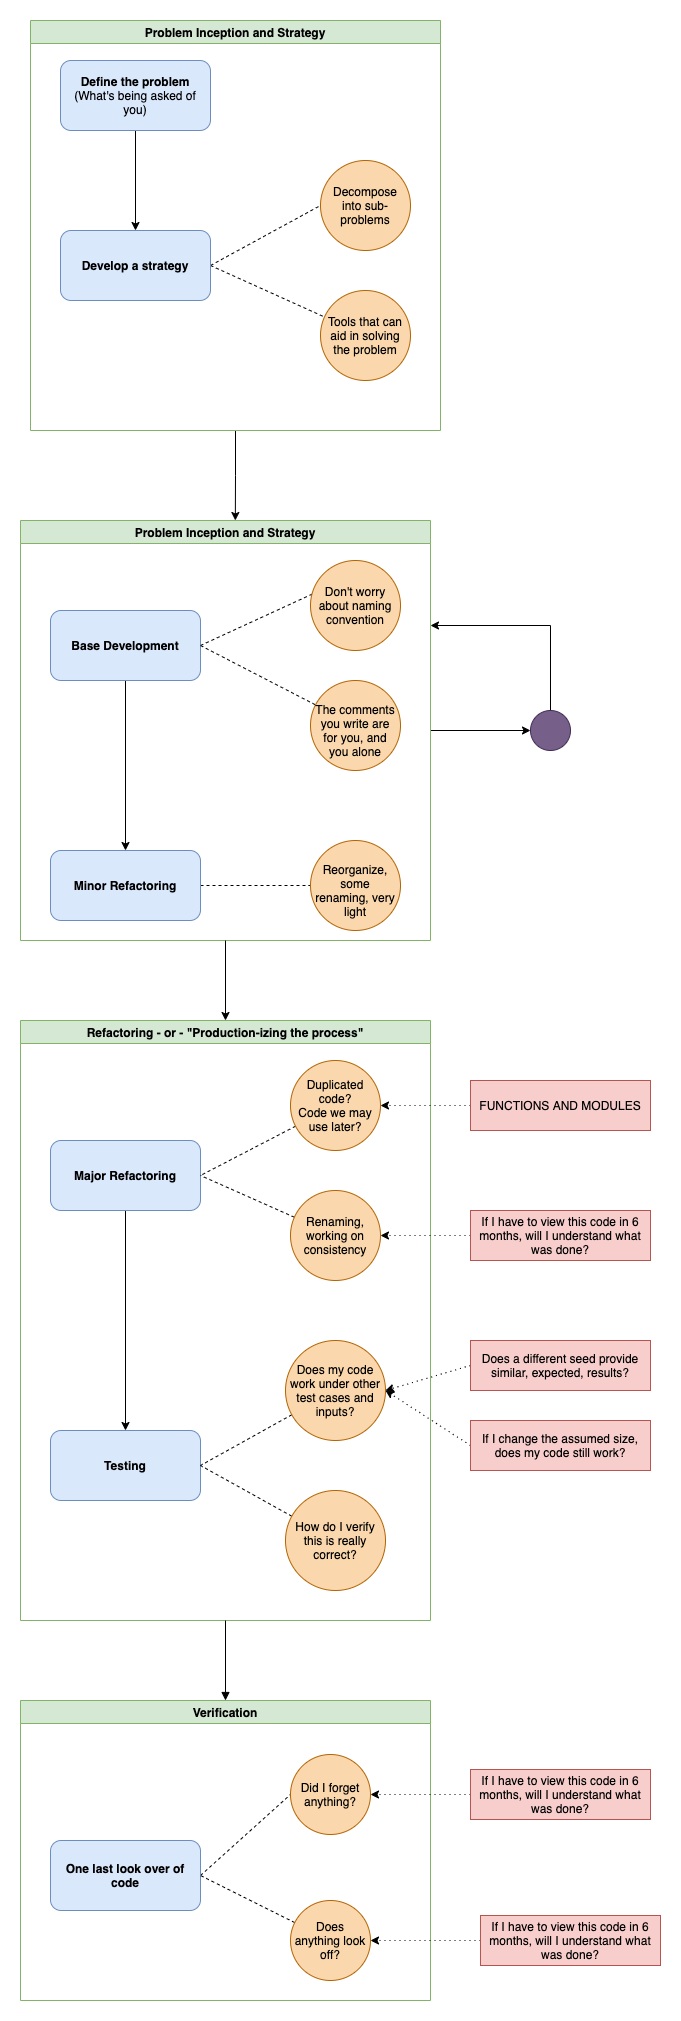 Problem Inception and Strategy
Define the problem
(What's being asked of
you)
Decompose
into sub-
problems
Develop a strategy
Tools that can
aid in solving
the problem
Problem Inception and Strategy
Don't worry
about naming
convention
Base Development
The comments
you write are
for you, and
you alone
Minor Refactoring
Reorganize,
some
renaming, very
light
Refactoring - or - "Production-izing the process"
Duplicated
code?
Code we may
use later?
FUNCTIONS AND MODULES
Major Refactoring
Renaming,
working on
consistency
If I have to view this code in 6
months, will I understand what
was done?
Does my code
work under other
test cases and
inputs?
Does a different seed provide
similar, expected, results?
If I change the assumed size,
does my code still work?
Testing
How do I verify
this is really
correct?
Verification
Did I forget
anything?
If I have to view this code in 6
months, will I understand what
was done?
One last look over of
code
Does
anything look
off?
If I have to view this code in 6
months, will I understand what
was done?